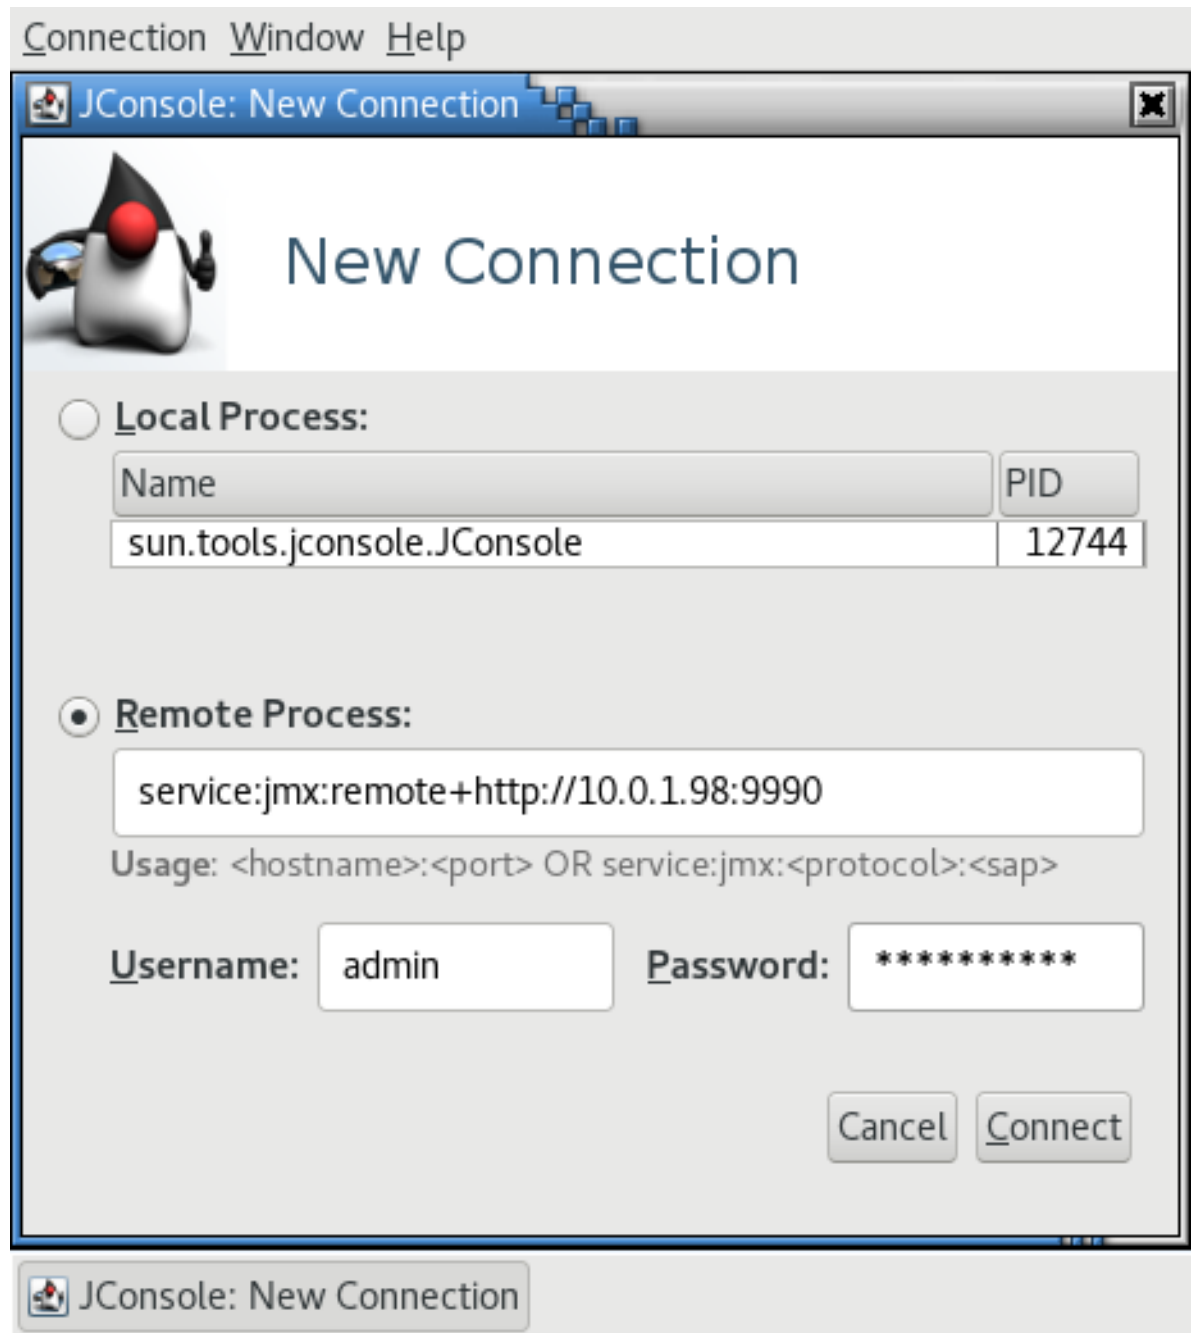 Connection Window Help
JConsole: New Connection
New Connection
Local Process:
Name PID
sun.tools.jconsole.JConsole 12744
Remote Process:
service:jmx:remote+http://10.0.1.98:9990
Usage: <hostname>:<port> OR service:jmx:<protocol>:<sap>
Username: admin Password: **********
Cancel Connect
JConsole: New Connection